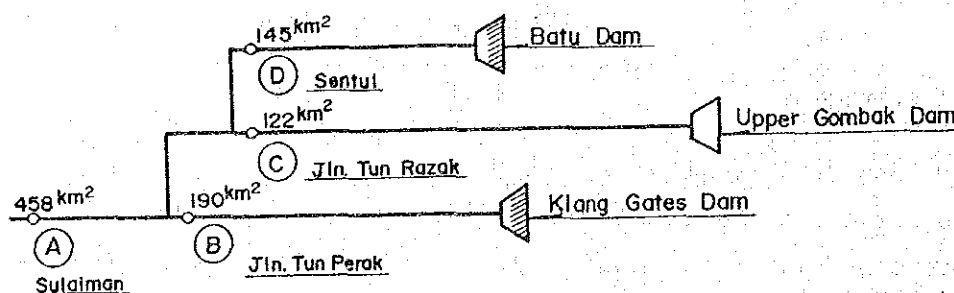 145km²
Batu Dam
D
Sentul
122km²
Upper Gombak Dam
C
Jln. Tun Razak
458km²
190km²
Klang Gates Dam
A
B
Jln. Tun Perak
Sulaiman